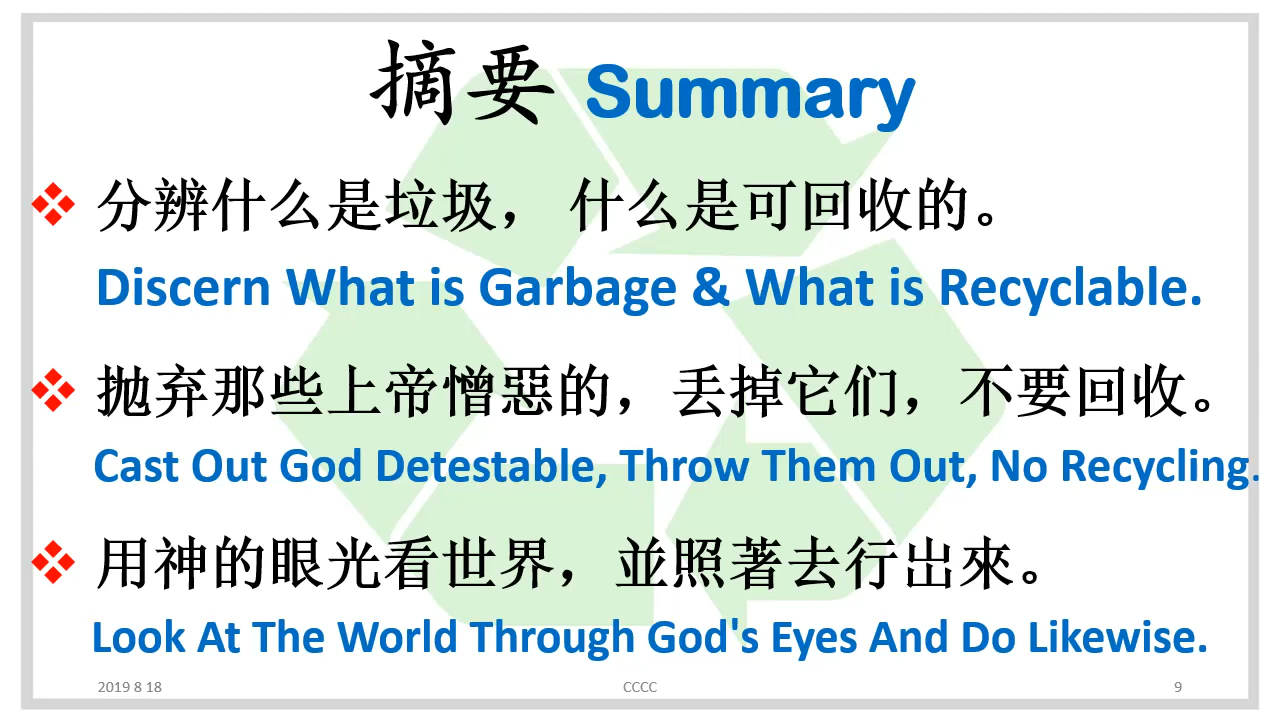 摘要 Summary
分辨什么是垃圾， 什么是可回收的。
Discern What is Garbage & What is Recyclable.
抛弃那些上帝憎惡的，丢掉它们，不要回收。
Cast Out God Detestable, Throw Them Out, No Recycling.
用神的眼光看世界，並照著去行出來。
Look At The World Through God's Eyes And Do Likewise.
2019 8 18 CCCC 9